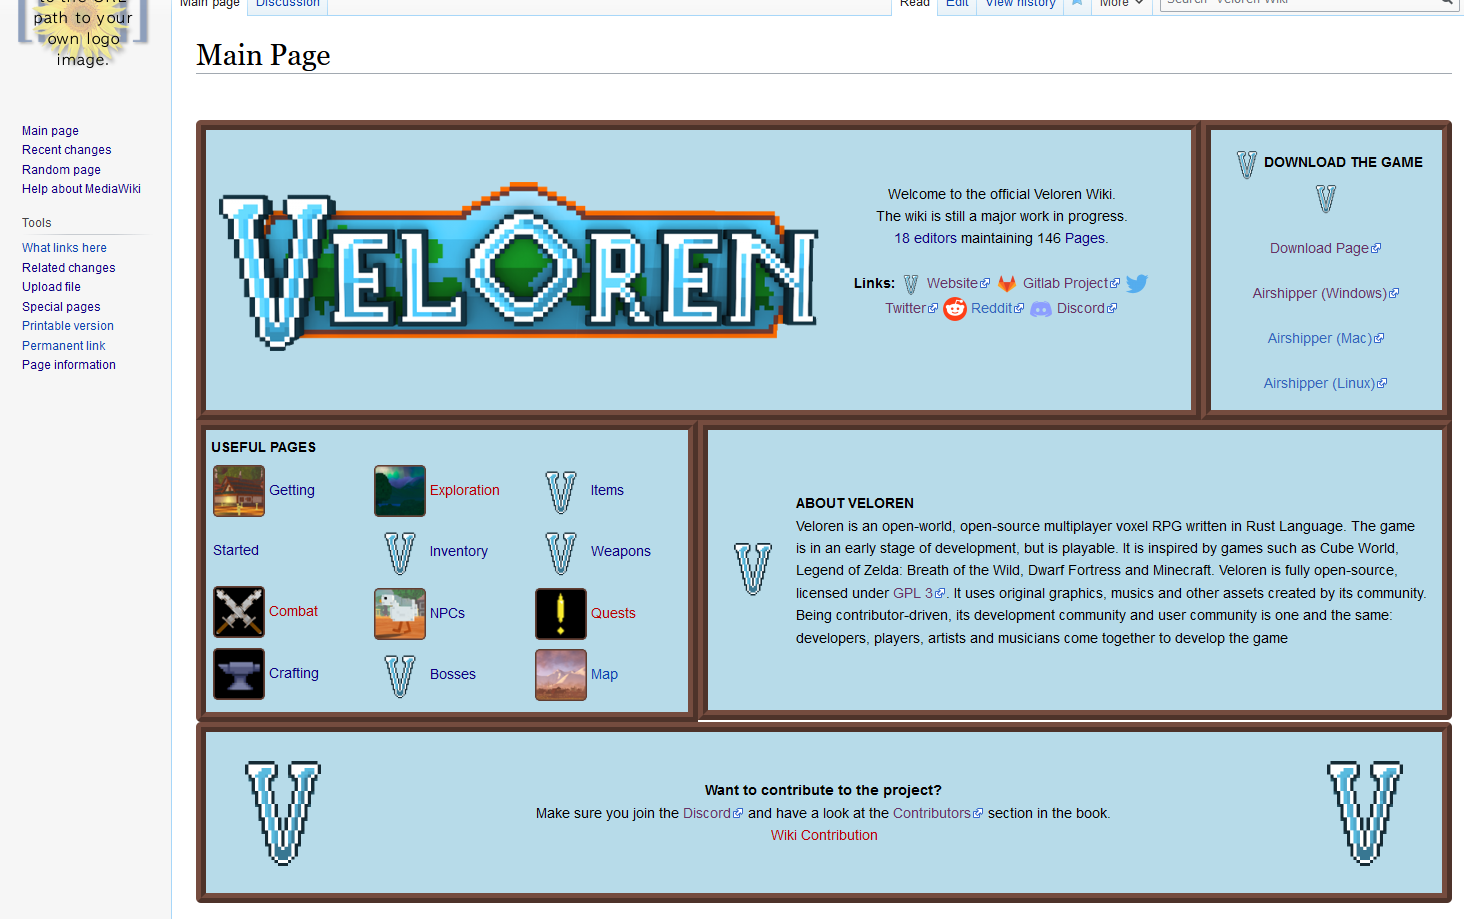 to the ONE
path to your
own logo
image.
Main page
Discussion
Read
Edit
View history
More
Search Veloren Wiki
Main Page
Main page
Recent changes
Random page
Help about MediaWiki
Tools
What links here
Related changes
Upload file
Special pages
Printable version
Permanent link
Page information
VELOREN
Welcome to the official Veloren Wiki.
The wiki is still a major work in progress.
18 editors maintaining 146 Pages.
Links: Website Gitlab Project
Twitter Reddit Discord
DOWNLOAD THE GAME
Download Page
Airshipper (Windows)
Airshipper (Mac)
Airshipper (Linux)
USEFUL PAGES
Getting Exploration Items
Started Inventory Weapons
Combat NPCs Quests
Crafting Bosses Map
ABOUT VELOREN
Veloren is an open-world, open-source multiplayer voxel RPG written in Rust Language. The game
is in an early stage of development, but is playable. It is inspired by games such as Cube World,
Legend of Zelda: Breath of the Wild, Dwarf Fortress and Minecraft. Veloren is fully open-source,
licensed under GPL 3. It uses original graphics, musics and other assets created by its community.
Being contributor-driven, its development community and user community is one and the same:
developers, players, artists and musicians come together to develop the game
Want to contribute to the project?
Make sure you join the Discord and have a look at the Contributors section in the book.
Wiki Contribution